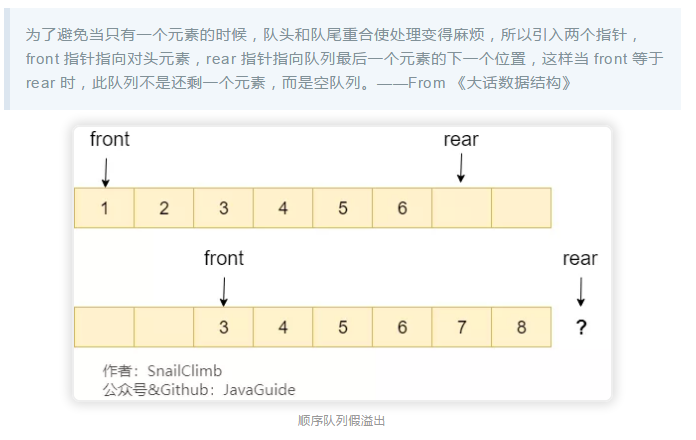 为了避免当只有一个元素的时候，队头和队尾重合使处理变得麻烦，所以引入两个指针，
front 指针指向对头元素，rear 指针指向队列最后一个元素的下一个位置，这样当 front 等于
rear 时，此队列不是还剩一个元素，而是空队列。——From 《大话数据结构》
front rear
1 2 3 4 5 6
front rear
3 4 5 6 7 8 ?
作者：SnailClimb
公众号&Github：JavaGuide
顺序队列假溢出